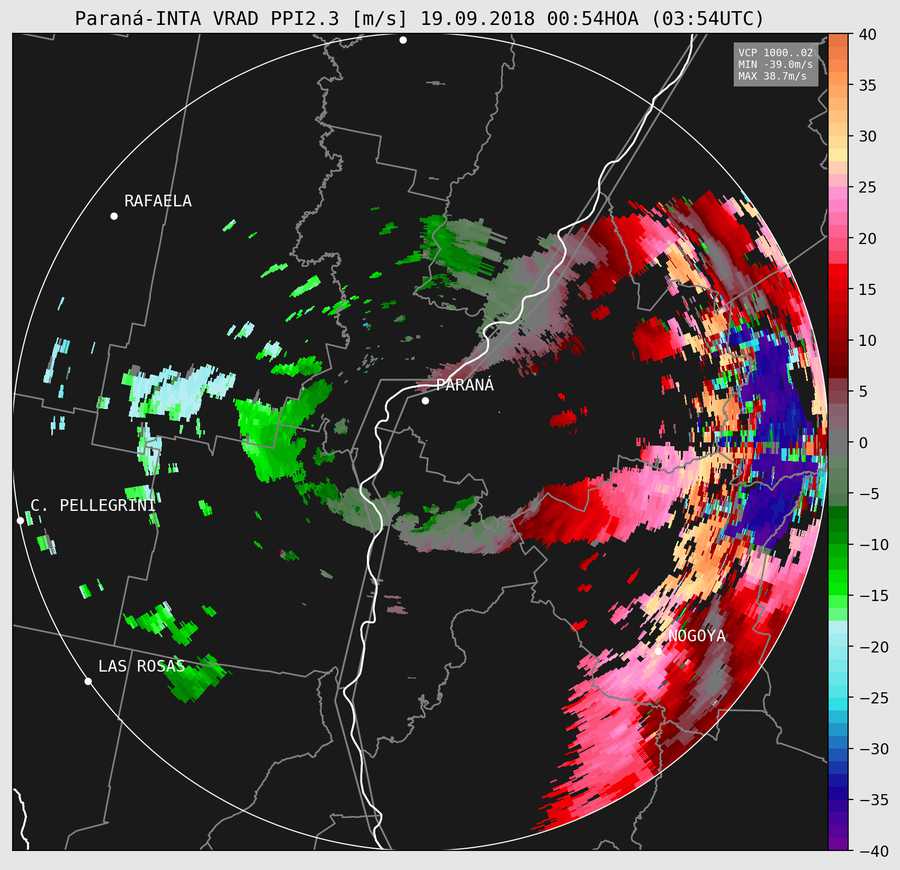 Paraná-INTA VRAD PPI2.3 [m/s] 19.09.2018 00:54HOA (03:54UTC)
VCP 1000..02
MIN -39.0m/s
MAX 38.7m/s
RAFAELA
PARANÁ
C. PELLEGRINI
NOGOYA
LAS ROSAS
40
35
30
25
20
15
10
5
0
−5
−10
−15
−20
−25
−30
−35
−40